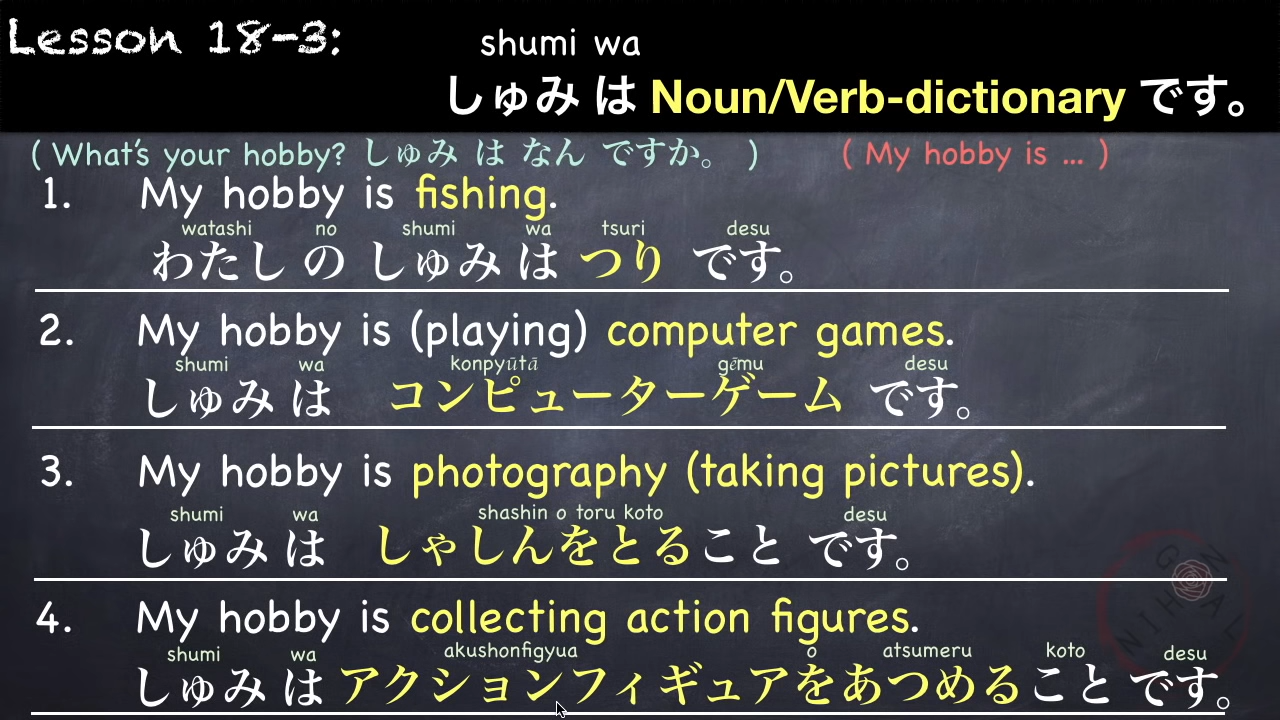 Lesson 18-3:
shumi wa
しゅみ は Noun/Verb-dictionary です。
( What's your hobby? しゅみ は なん ですか。 ) ( My hobby is ... )
1. My hobby is fishing.
watashi no shumi wa tsuri desu
わたし の しゅみ は つり です。
2. My hobby is (playing) computer games.
shumi wa konpyūtā gēmu desu
しゅみ は コンピューターゲーム です。
3. My hobby is photography (taking pictures).
shumi wa shashin o toru koto desu
しゅみ は しゃしんをとること です。
4. My hobby is collecting action figures.
shumi wa akushonfigyua o atsumeru koto desu
しゅみ は アクションフィギュアをあつめること です。
NIHONGONAL